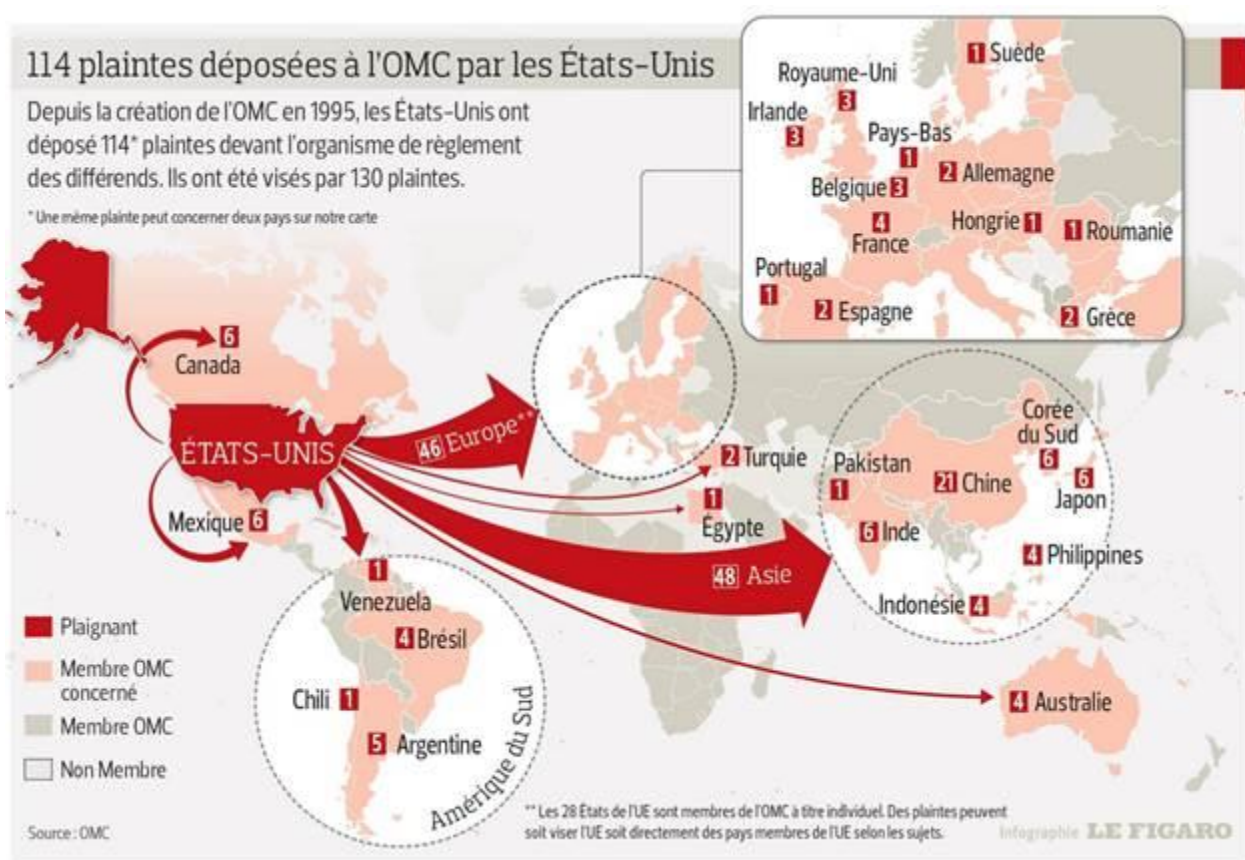 114 plaintes déposées à l'OMC par les États-Unis
Depuis la création de l'OMC en 1995, les États-Unis ont
déposé 114* plaintes devant l'organisme de règlement
des différends. Ils ont été visés par 130 plaintes.
* Une même plainte peut concerner deux pays sur notre carte
1 Suède
Royaume-Uni
3
Irlande
3
Pays-Bas
1
2 Allemagne
Belgique 3
4
France
Hongrie 1
1 Roumanie
Portugal
1
2 Espagne
2 Grèce
6
Canada
ÉTATS-UNIS
46 Europe**
Mexique 6
2 Turquie
1
Égypte
48 Asie
Corée
du Sud
6
Pakistan
1
21 Chine
6
Japon
6 Inde
4 Philippines
Indonésie 4
1
Venezuela
4 Brésil
Chili 1
5 Argentine
Amérique du Sud
4 Australie
Plaignant
Membre OMC
concerné
Membre OMC
Non Membre
Source : OMC
** Les 28 États de l'UE sont membres de l'OMC à titre individuel. Des plaintes peuvent
soit viser l'UE soit directement des pays membres de l'UE selon les sujets.
Infographie LE FIGARO